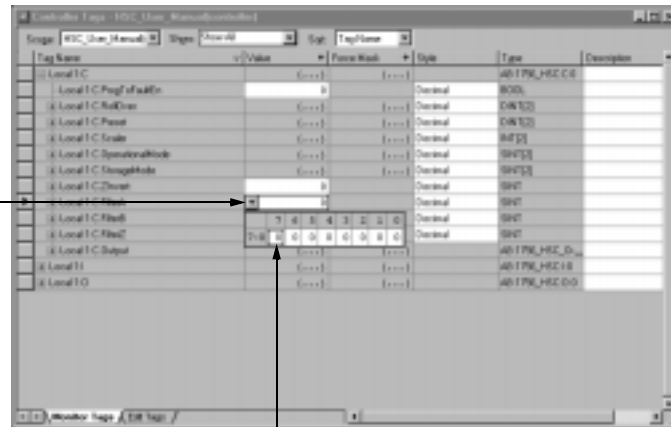 Controller Tags - HSC_User_Manual(controller)
Scope: HSC_User_Manual(c Show: Show All Sort: Tag Name
Tag Name Value Force Mask Style Type Description
Local:1:C {...} {...} AB:1756_HSC:C:0
Local:1:C.ProgToFaultEn 0 Decimal BOOL
Local:1:C.RollOver {...} {...} Decimal DINT[2]
Local:1:C.Preset {...} {...} Decimal DINT[2]
Local:1:C.Scaler {...} {...} Decimal INT[2]
Local:1:C.OperationalMode {...} {...} Decimal SINT[2]
Local:1:C.StorageMode {...} {...} Decimal SINT[2]
Local:1:C.ZInvert 0 Decimal SINT
Local:1:C.FilterA 0 Decimal SINT
Local:1:C.FilterB 7 6 5 4 3 2 1 0 Decimal SINT
Local:1:C.FilterZ 7-0 0 0 0 0 0 0 0 0 Decimal SINT
Local:1:C.Output {...} {...} AB:1756_HSC_O...
Local:1:I {...} {...} AB:1756_HSC:I:0
Local:1:O {...} {...} AB:1756_HSC:O:0
Monitor Tags Edit Tags